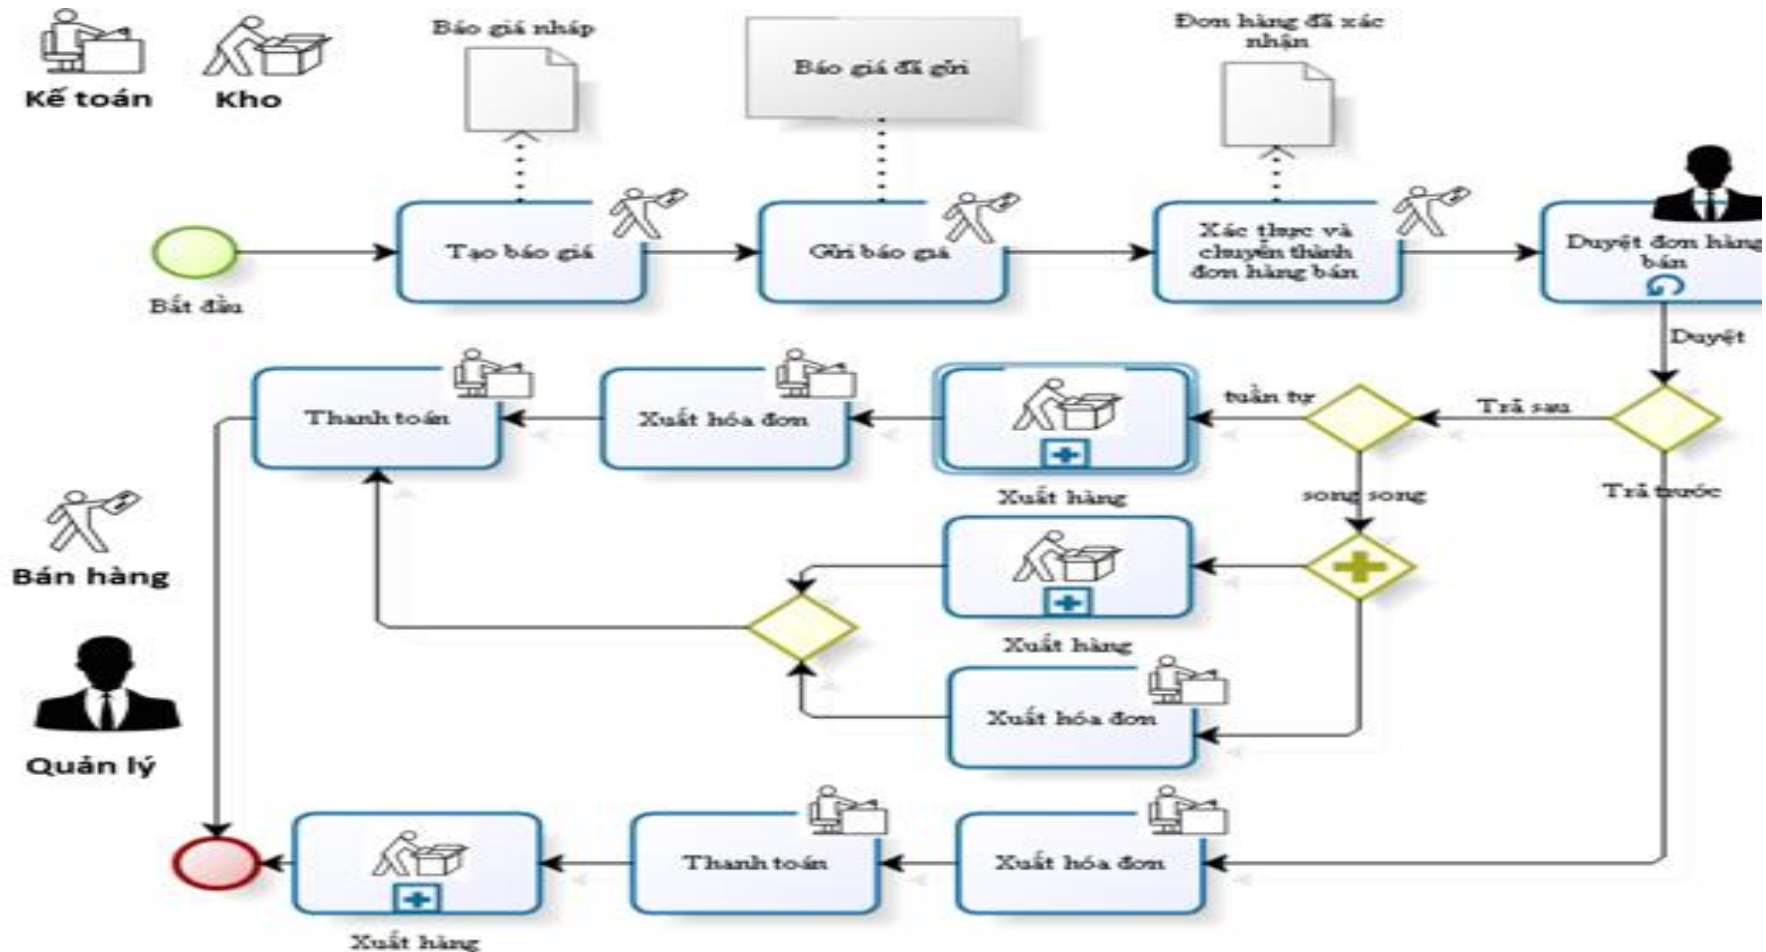 Kế toán
Kho
Báo giá nháp
Báo giá đã gửi
Đơn hàng đã xác
nhận
Bắt đầu
Tạo báo giá
Gửi báo giá
Xác thực và
chuyển thành
đơn hàng bán
Duyệt đơn hàng
bán
Duyệt
Thanh toán
Xuất hóa đơn
tuần tự
Trả sau
Xuất hàng
song song
Trả trước
Bán hàng
Xuất hàng
Xuất hóa đơn
Quản lý
Thanh toán
Xuất hóa đơn
Xuất hàng